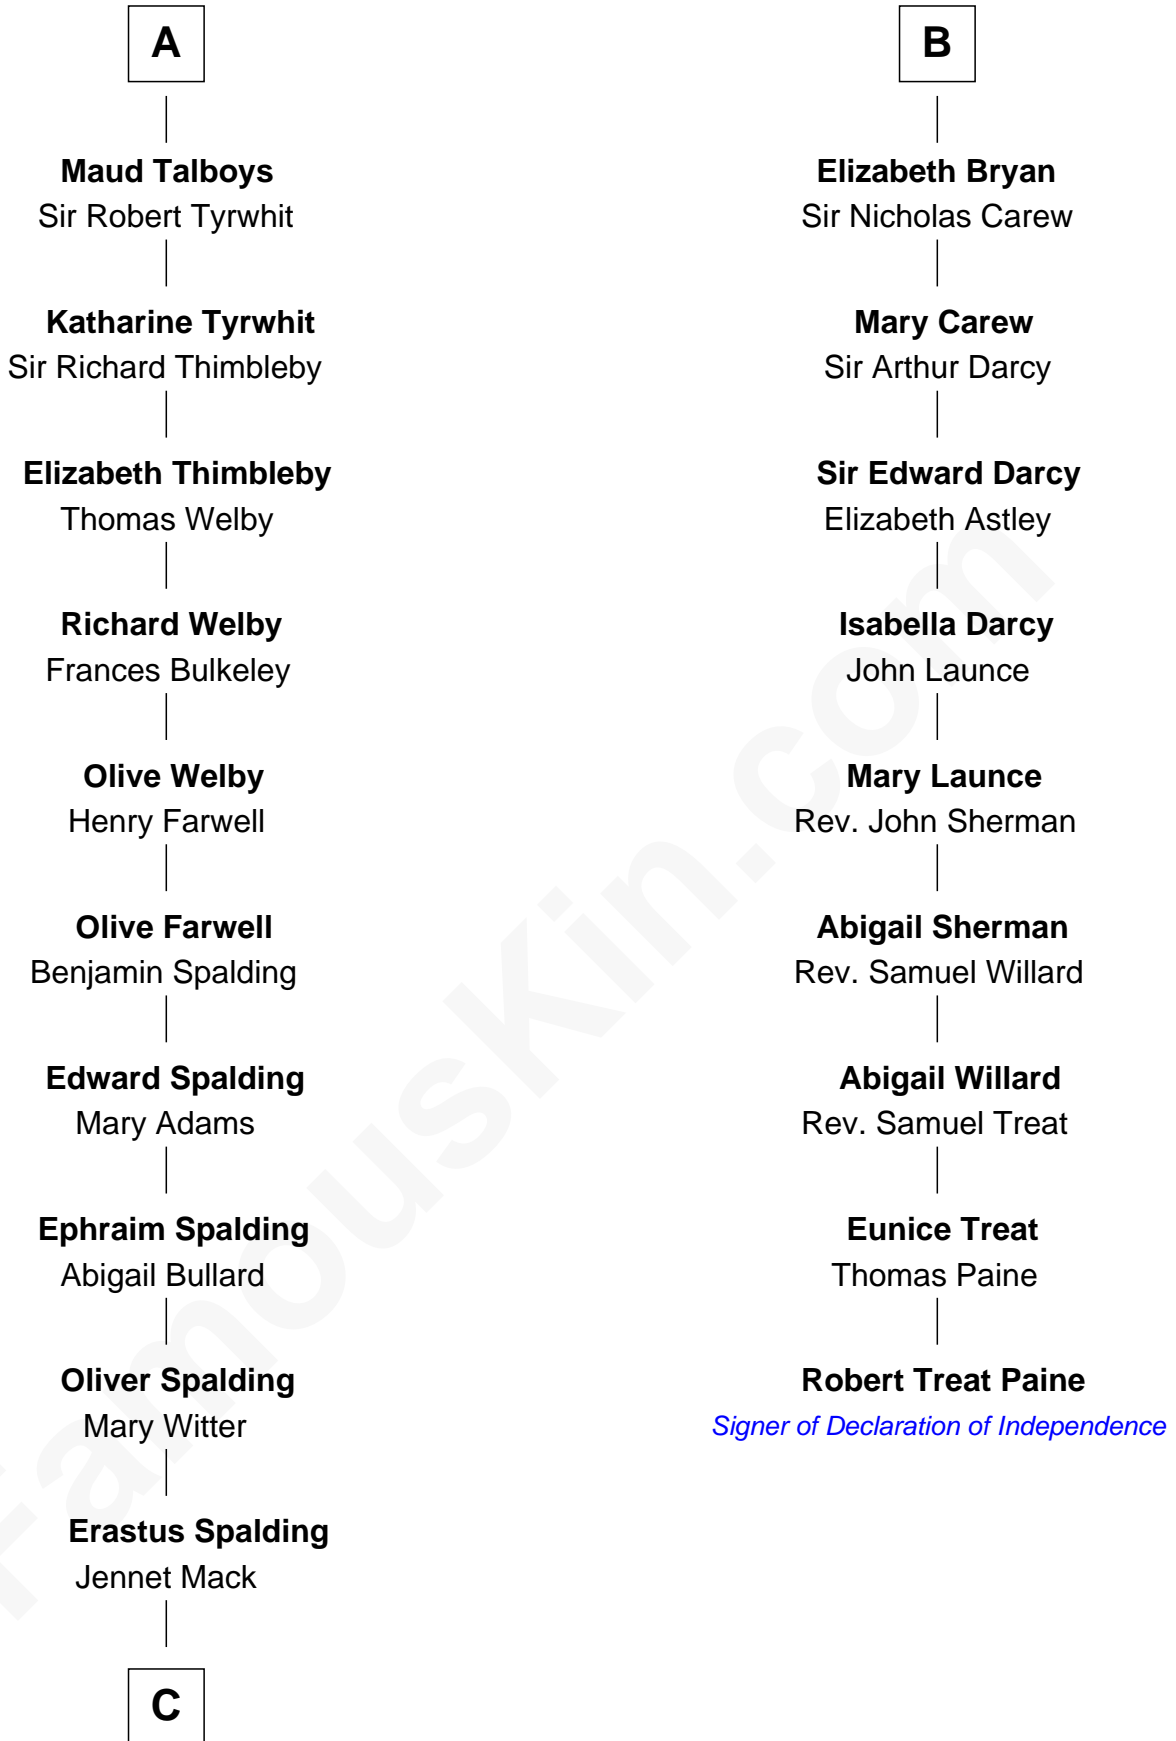 A
Maud Talboys
Sir Robert Tyrwhit
Katharine Tyrwhit
Sir Richard Thimbleby
Elizabeth Thimbleby
Thomas Welby
Richard Welby
Frances Bulkeley
Olive Welby
Henry Farwell
Olive Farwell
Benjamin Spalding
Edward Spalding
Mary Adams
Ephraim Spalding
Abigail Bullard
Oliver Spalding
Mary Witter
Erastus Spalding
Jennet Mack
C
B
Elizabeth Bryan
Sir Nicholas Carew
Mary Carew
Sir Arthur Darcy
Sir Edward Darcy
Elizabeth Astley
Isabella Darcy
John Launce
Mary Launce
Rev. John Sherman
Abigail Sherman
Rev. Samuel Willard
Abigail Willard
Rev. Samuel Treat
Eunice Treat
Thomas Paine
Robert Treat Paine
Signer of Declaration of Independence
FamousKin.com